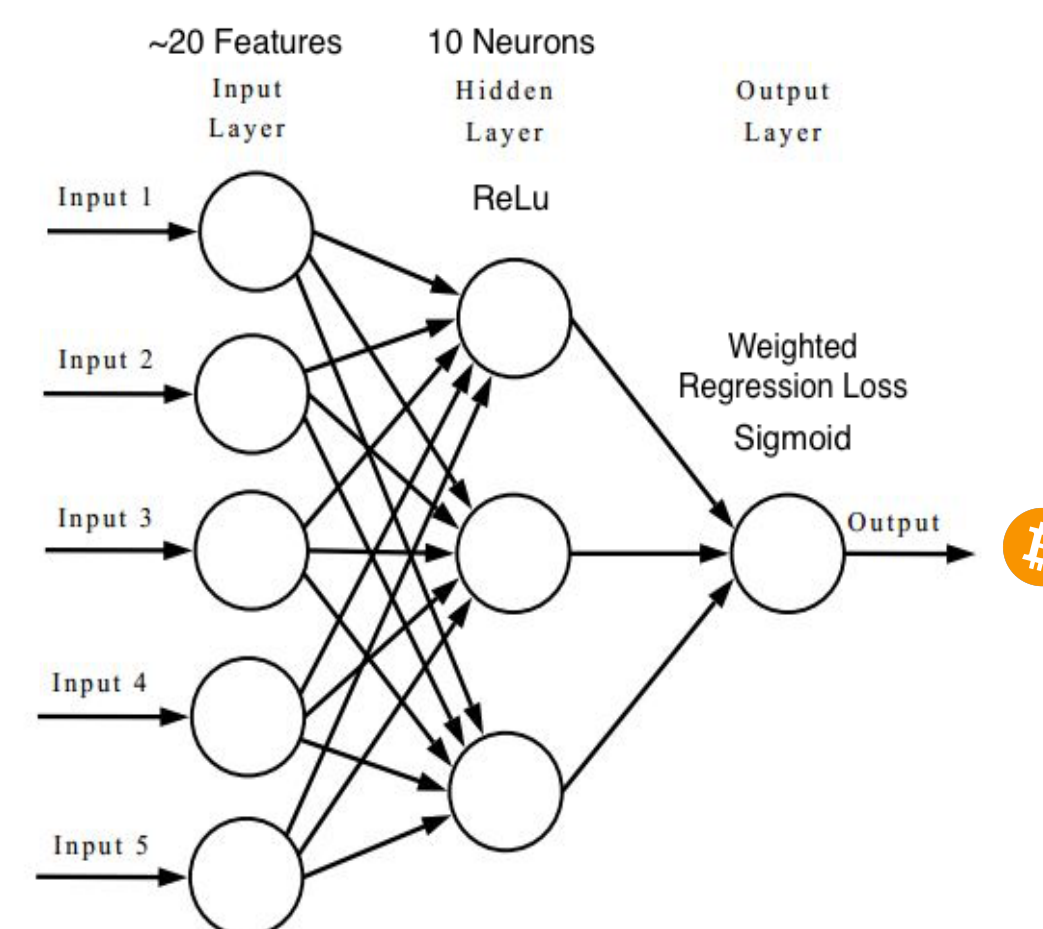 ~20 Features
10 Neurons
Input
Layer
Hidden
Layer
Output
Layer
ReLu
Input 1
Input 2
Input 3
Input 4
Input 5
Weighted
Regression Loss
Sigmoid
Output